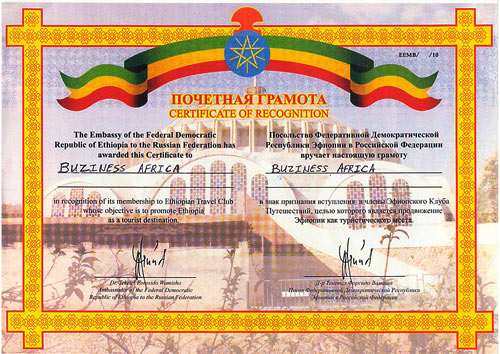 EEMB/ /10
ПОЧЕТНАЯ ГРАМОТА
CERTIFICATE OF RECOGNITION
The Embassy of the Federal Democratic
Republic of Ethiopia to the Russian Federation has
awarded this Certificate to
BUZINESS AFRICA
in recognition of its membership to Ethiopian Travel Club
whose objective is to promote Ethiopia
as a tourist destination.
Ambassador of the Federal Democratic
Republic of Ethiopia to the Russian Federation
Посольство Федеративной Демократической
Республики Эфиопии в Российской Федерации
вручает настоящую грамоту
BUZINESS AFRICA
в знак признания вступления в члены Эфиопского Клуба
Путешествий, целью которого является продвижение
Эфиопии как туристического места.
Посол Федеративной Демократической Республики
Эфиопии в Российской Федерации